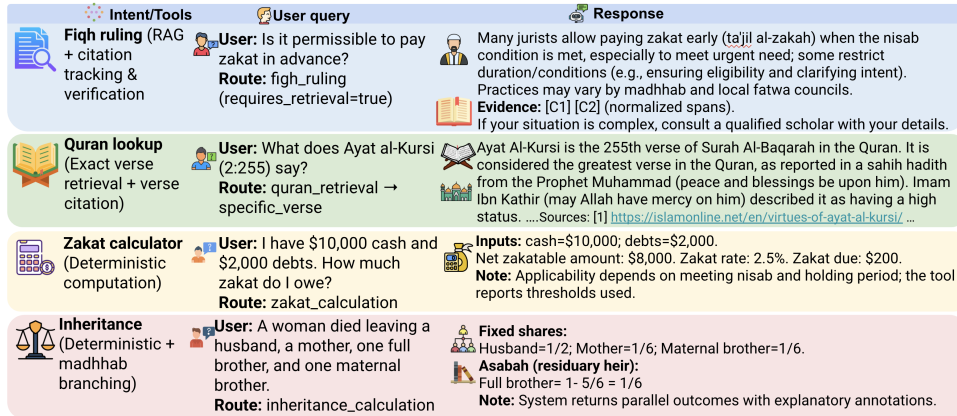 Intent/Tools
User query
Response
Fiqh ruling (RAG
+ citation
tracking &
verification
User: Is it permissible to pay
zakat in advance?
Route: figh_ruling
(requires_retrieval=true)
Many jurists allow paying zakat early (ta'jil al-zakah) when the nisab
condition is met, especially to meet urgent need; some restrict
duration/conditions (e.g., ensuring eligibility and clarifying intent).
Practices may vary by madhhab and local fatwa councils.
Evidence: [C1] [C2] (normalized spans).
If your situation is complex, consult a qualified scholar with your details.
Quran lookup
(Exact verse
retrieval + verse
citation)
User: What does Ayat al-Kursi
(2:255) say?
Route: quran_retrieval →
specific_verse
Ayat Al-Kursi is the 255th verse of Surah Al-Baqarah in the Quran. It is
considered the greatest verse in the Quran, as reported in a sahih hadith
from the Prophet Muhammad (peace and blessings be upon him). Imam
Ibn Kathir (may Allah have mercy on him) described it as having a high
status. ....Sources: [1] https://islamonline.net/en/virtues-of-ayat-al-kursi/ ...
Zakat calculator
(Deterministic
computation)
User: I have $10,000 cash and
$2,000 debts. How much
zakat do I owe?
Route: zakat_calculation
Inputs: cash=$10,000; debts=$2,000.
Net zakatable amount: $8,000. Zakat rate: 2.5%. Zakat due: $200.
Note: Applicability depends on meeting nisab and holding period; the tool
reports thresholds used.
Inheritance
(Deterministic +
madhhab
branching)
User: A woman died leaving a
husband, a mother, one full
brother, and one maternal
brother.
Route: inheritance_calculation
Fixed shares:
Husband=1/2; Mother=1/6; Maternal brother=1/6.
Asabah (residuary heir):
Full brother= 1- 5/6 = 1/6
Note: System returns parallel outcomes with explanatory annotations.